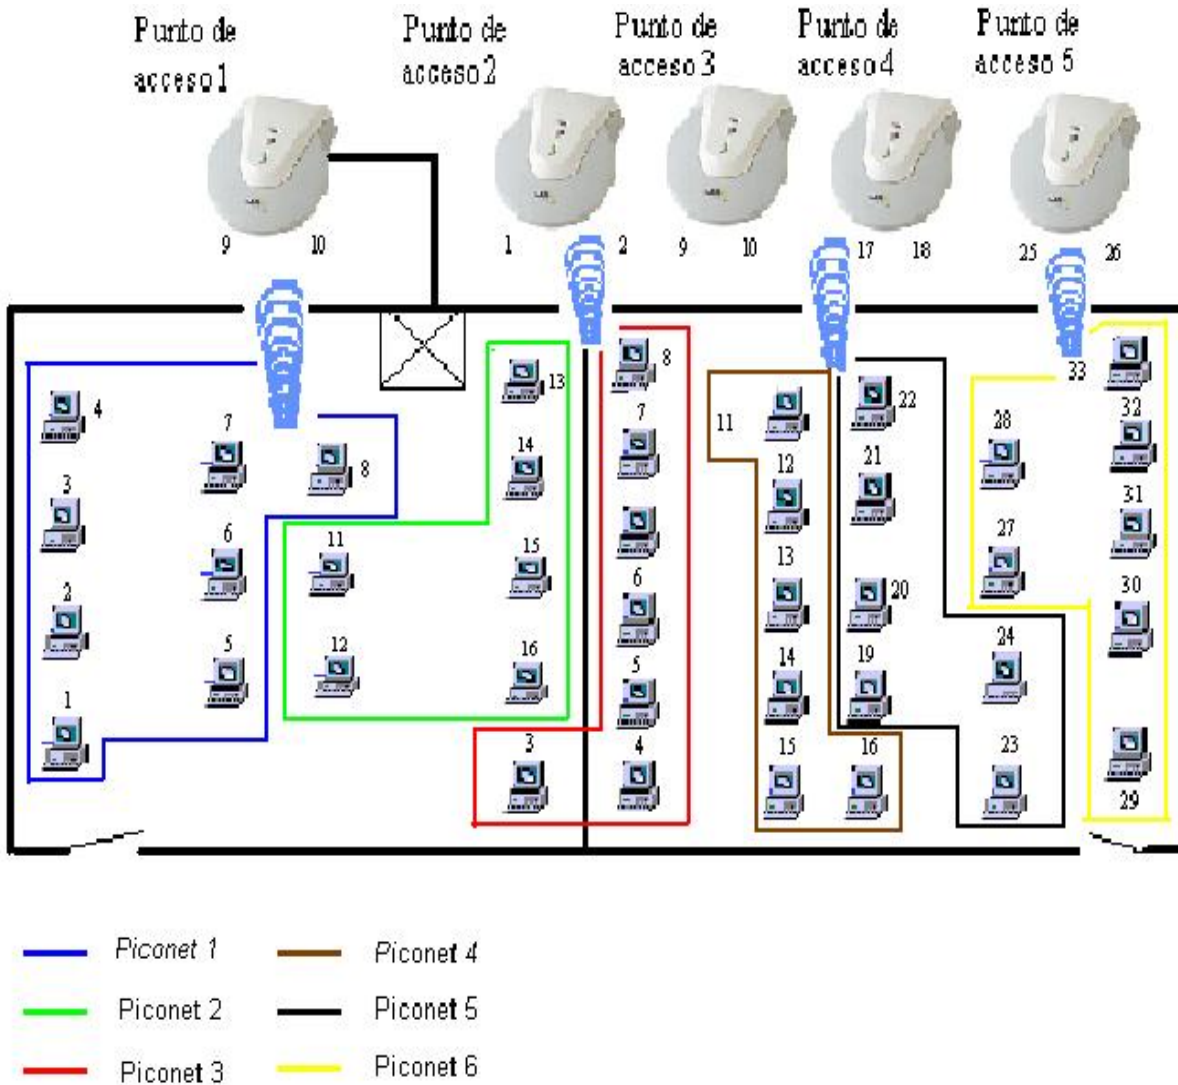 Punto de
acceso 1
Punto de
acceso 2
Punto de
acceso 3
Punto de
acceso 4
Punto de
acceso 5
9 10
1 2
9 10
17 18
25 26
4
3
2
1
7
6
5
8
11
12
13
14
15
16
3
8
7
6
5
4
11
12
13
14
15
16
22
21
20
19
24
23
28
27
33
32
31
30
29
Piconet 1
Piconet 2
Piconet 3
Piconet 4
Piconet 5
Piconet 6